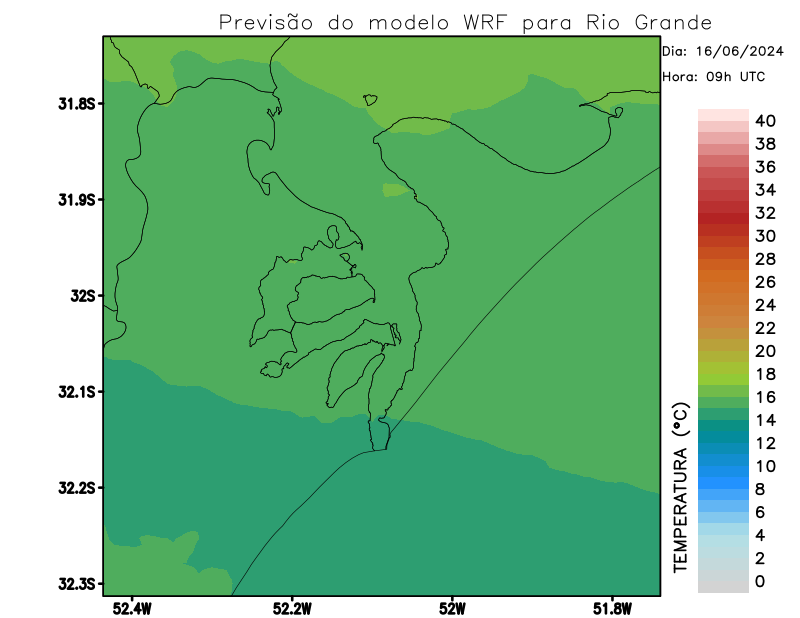 Previsão do modelo WRF para Rio Grande
Dia: 16/06/2024
Hora: 09h UTC
31.8S
31.9S
32S
32.1S
32.2S
32.3S
52.4W
52.2W
52W
51.8W
TEMPERATURA (°C)
40
38
36
34
32
30
28
26
24
22
20
18
16
14
12
10
8
6
4
2
0